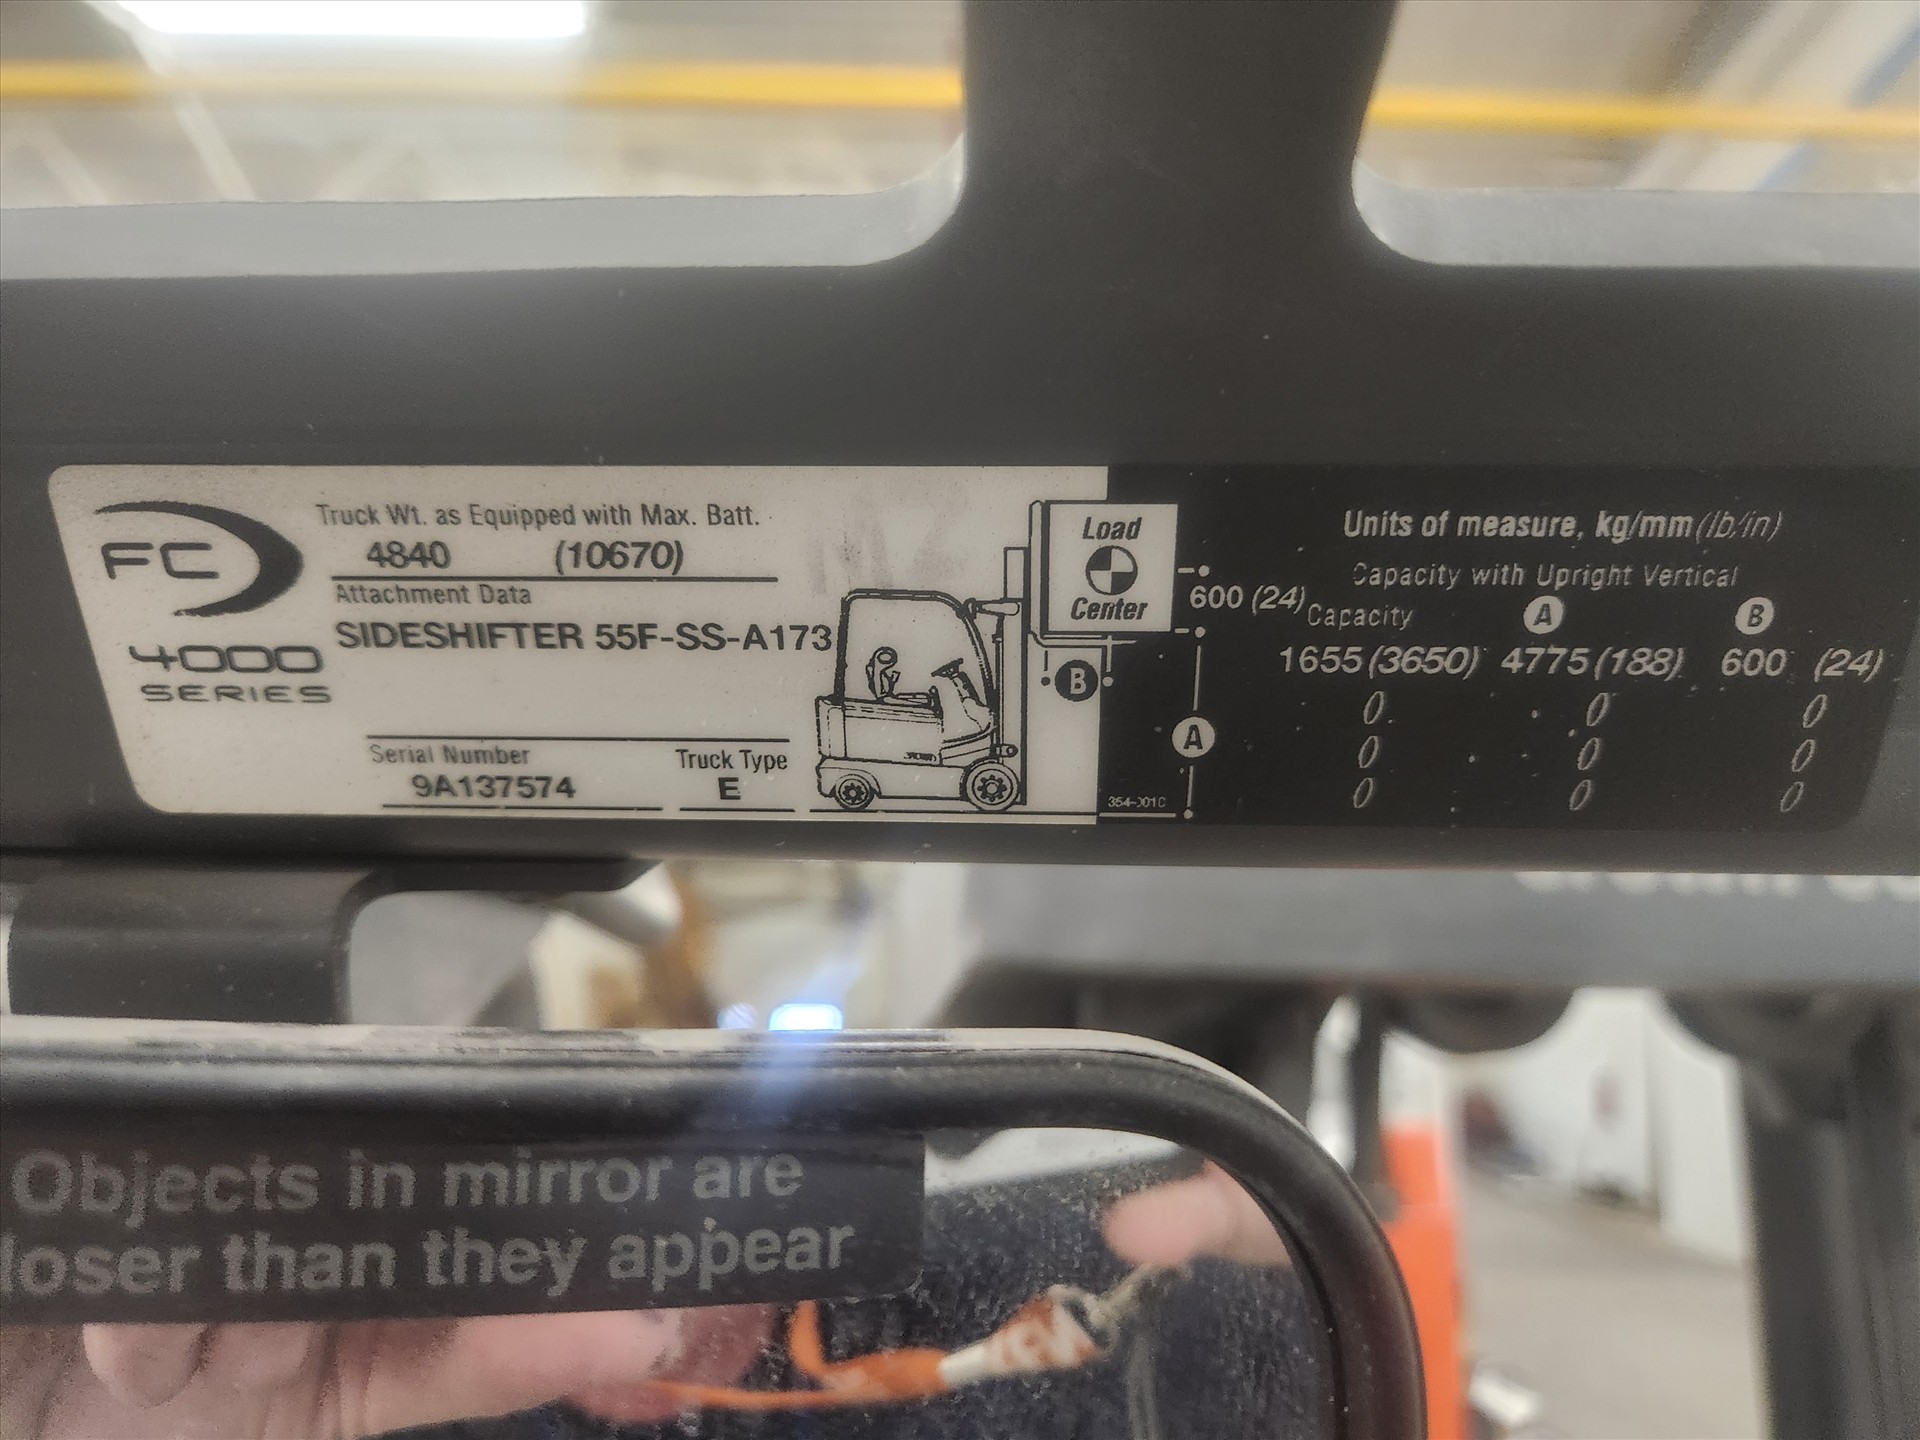 FC
4000
SERIES
Truck Wt. as Equipped with Max. Batt.
4840 (10670)
Attachment Data
SIDESHIFTER 55F-SS-A173
Serial Number
9A137574
Truck Type
E
Load
Center
600 (24)
B
A
Units of measure, kg/mm (lb/in)
Capacity with Upright Vertical
Capacity A B
1655 (3650) 4775 (188) 600 (24)
0 0 0
0 0 0
0 0 0
Objects in mirror are
loser than they appear